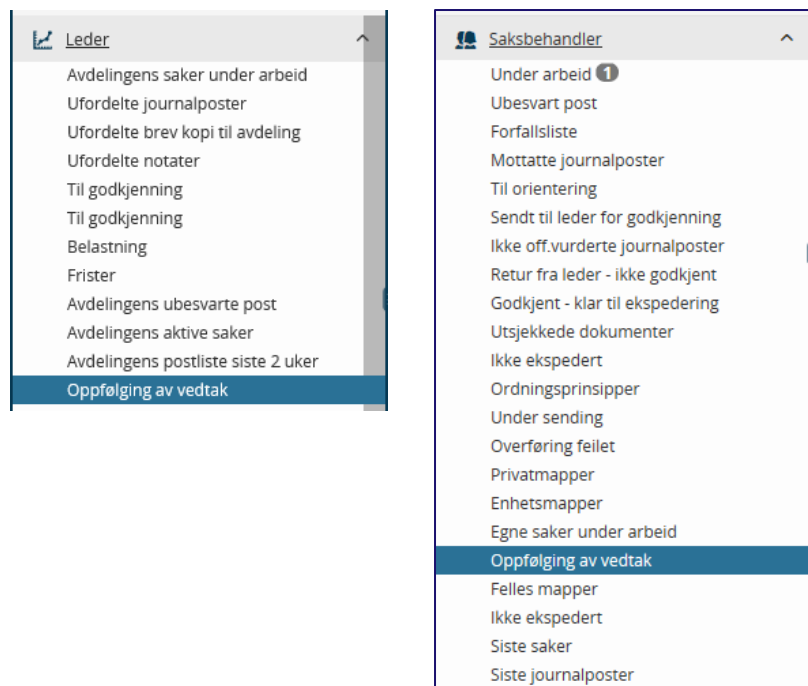 Leder
Avdelingens saker under arbeid
Ufordelte journalposter
Ufordelte brev kopi til avdeling
Ufordelte notater
Til godkjenning
Til godkjenning
Belastning
Frister
Avdelingens ubesvarte post
Avdelingens aktive saker
Avdelingens postliste siste 2 uker
Oppfølging av vedtak
Saksbehandler
Under arbeid 1
Ubesvart post
Forfallsliste
Mottatte journalposter
Til orientering
Sendt til leder for godkjenning
Ikke off.vurderte journalposter
Retur fra leder - ikke godkjent
Godkjent - klar til ekspedering
Utsjekkede dokumenter
Ikke ekspedert
Ordningsprinsipper
Under sending
Overføring feilet
Privatmapper
Enhetsmapper
Egne saker under arbeid
Oppfølging av vedtak
Felles mapper
Ikke ekspedert
Siste saker
Siste journalposter